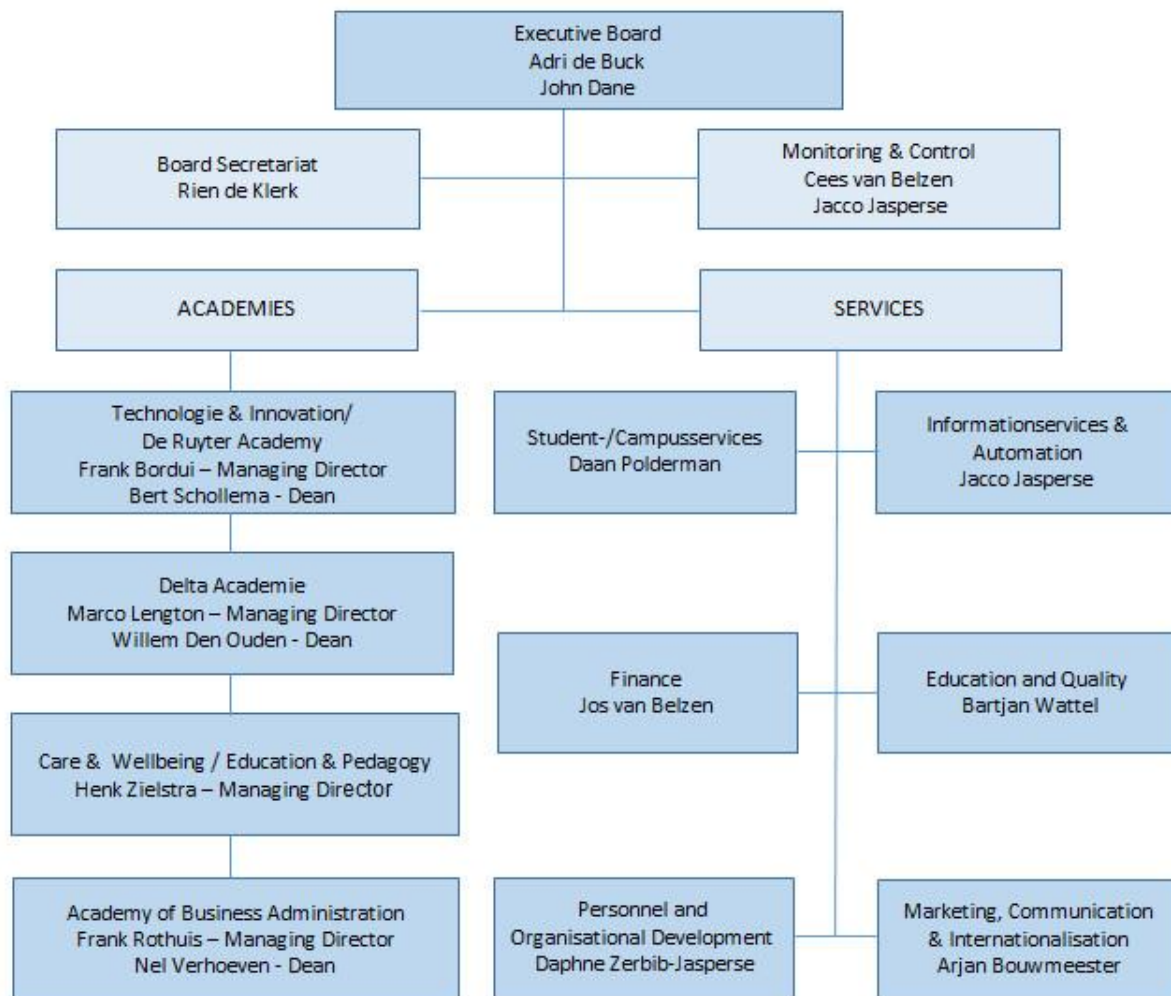 Executive Board
Adri de Buck
John Dane
Board Secretariat
Rien de Klerk
Monitoring & Control
Cees van Belzen
Jacco Jasperse
ACADEMIES
SERVICES
Technologie & Innovation/
De Ruyter Academy
Frank Bordui – Managing Director
Bert Schollema - Dean
Delta Academie
Marco Lengton – Managing Director
Willem Den Ouden - Dean
Care & Wellbeing / Education & Pedagogy
Henk Zielstra – Managing Director
Academy of Business Administration
Frank Rothuis – Managing Director
Nel Verhoeven - Dean
Student-/Campusservices
Daan Polderman
Informationservices &
Automation
Jacco Jasperse
Finance
Jos van Belzen
Education and Quality
Bartjan Wattel
Personnel and
Organisational Development
Daphne Zerbib-Jasperse
Marketing, Communication
& Internationalisation
Arjan Bouwmeester